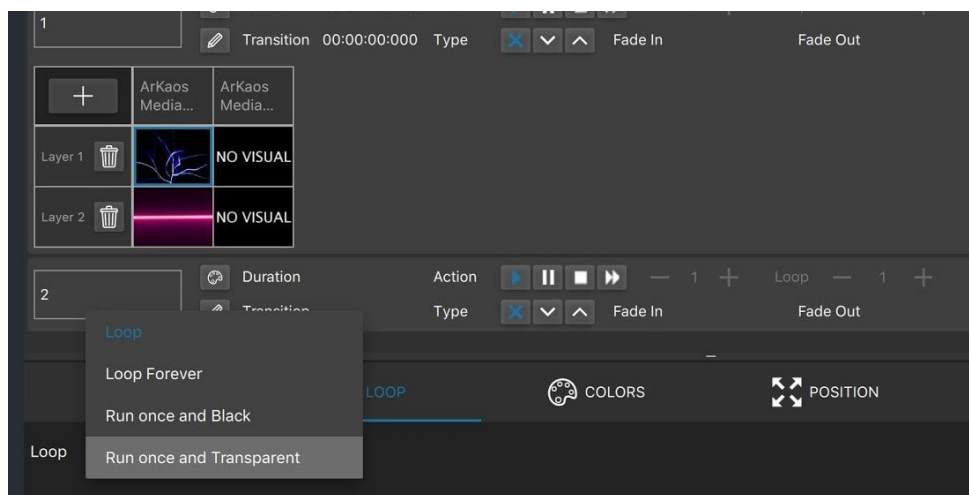 1
Transition 00:00:00:000 Type Fade In Fade Out
ArKaos Media... ArKaos Media...
Layer 1 NO VISUAL
Layer 2 NO VISUAL
2
Duration Action 1 Loop 1
Transition Type Fade In Fade Out
Loop
Loop Forever
Run once and Black
Run once and Transparent
LOOP COLORS POSITION
Loop